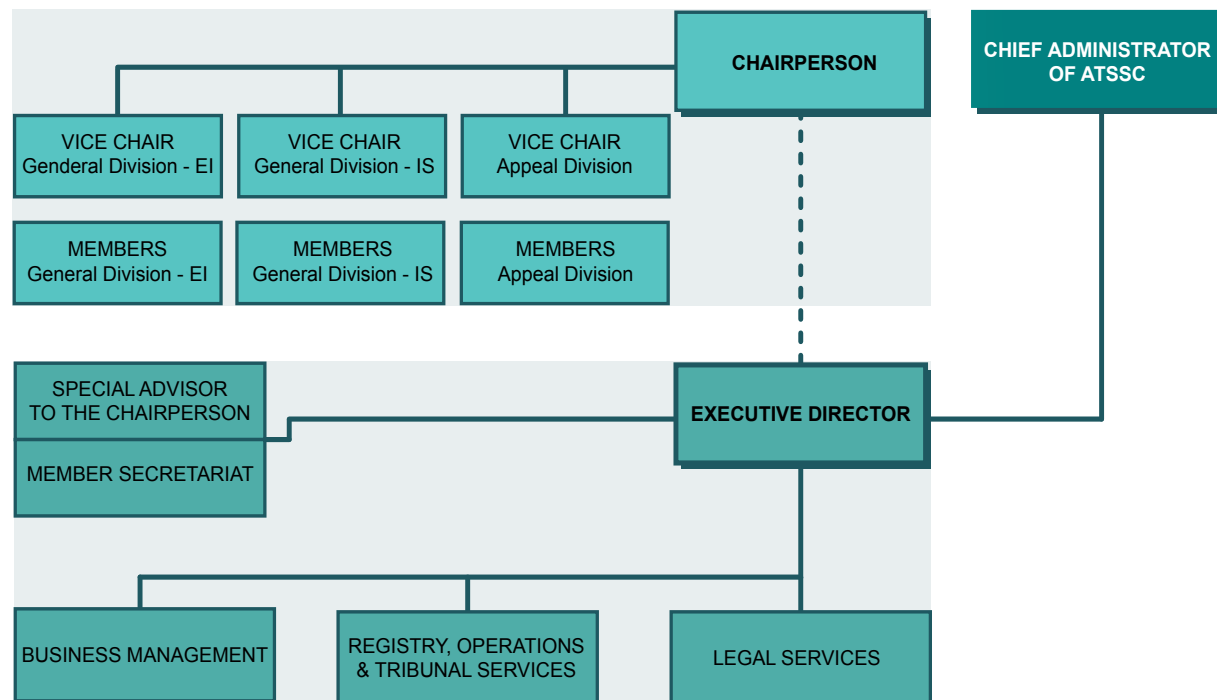 CHAIRPERSON
CHIEF ADMINISTRATOR
OF ATSSC
VICE CHAIR
Genderal Division - EI
VICE CHAIR
General Division - IS
VICE CHAIR
Appeal Division
MEMBERS
General Division - EI
MEMBERS
General Division - IS
MEMBERS
Appeal Division
SPECIAL ADVISOR
TO THE CHAIRPERSON
MEMBER SECRETARIAT
EXECUTIVE DIRECTOR
BUSINESS MANAGEMENT
REGISTRY, OPERATIONS
& TRIBUNAL SERVICES
LEGAL SERVICES